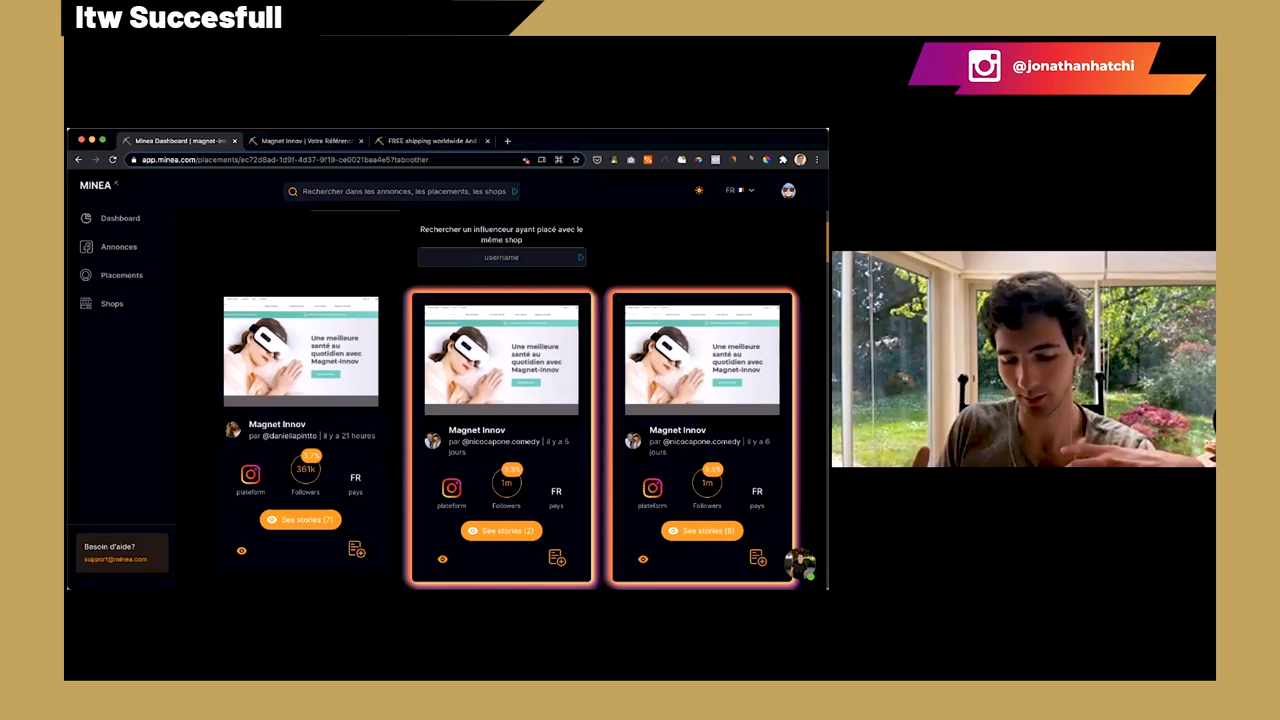 Itw Succesfull
@jonathanhatchi
Minea Dashboard | magnet-in
Magnet Innov | Votre Référenc
FREE shipping worldwide And
app.minea.com/placements/ec72d8ad-1d9f-4d37-9f19-ce0021baa4e5?tab=other
MINEA
Rechercher dans les annonces, les placements, les shops
FR
Dashboard
Annonces
Placements
Shops
Rechercher un influenceur ayant placé avec le
même shop
username
Une meilleure
santé au
quotidien avec
Magnet-Innov
Magnet Innov
par @daniellapintto | il y a 21 heures
361k
plateform
Followers
FR
pays
See stories (7)
Une meilleure
santé au
quotidien avec
Magnet-Innov
Magnet Innov
par @nicocapone.comedy | il y a 5
jours
1m
plateform
Followers
FR
pays
See stories (2)
Une meilleure
santé au
quotidien avec
Magnet-Innov
Magnet Innov
par @nicocapone.comedy | il y a 6
jours
1m
plateform
Followers
FR
pays
Besoin d'aide?
support@minea.com